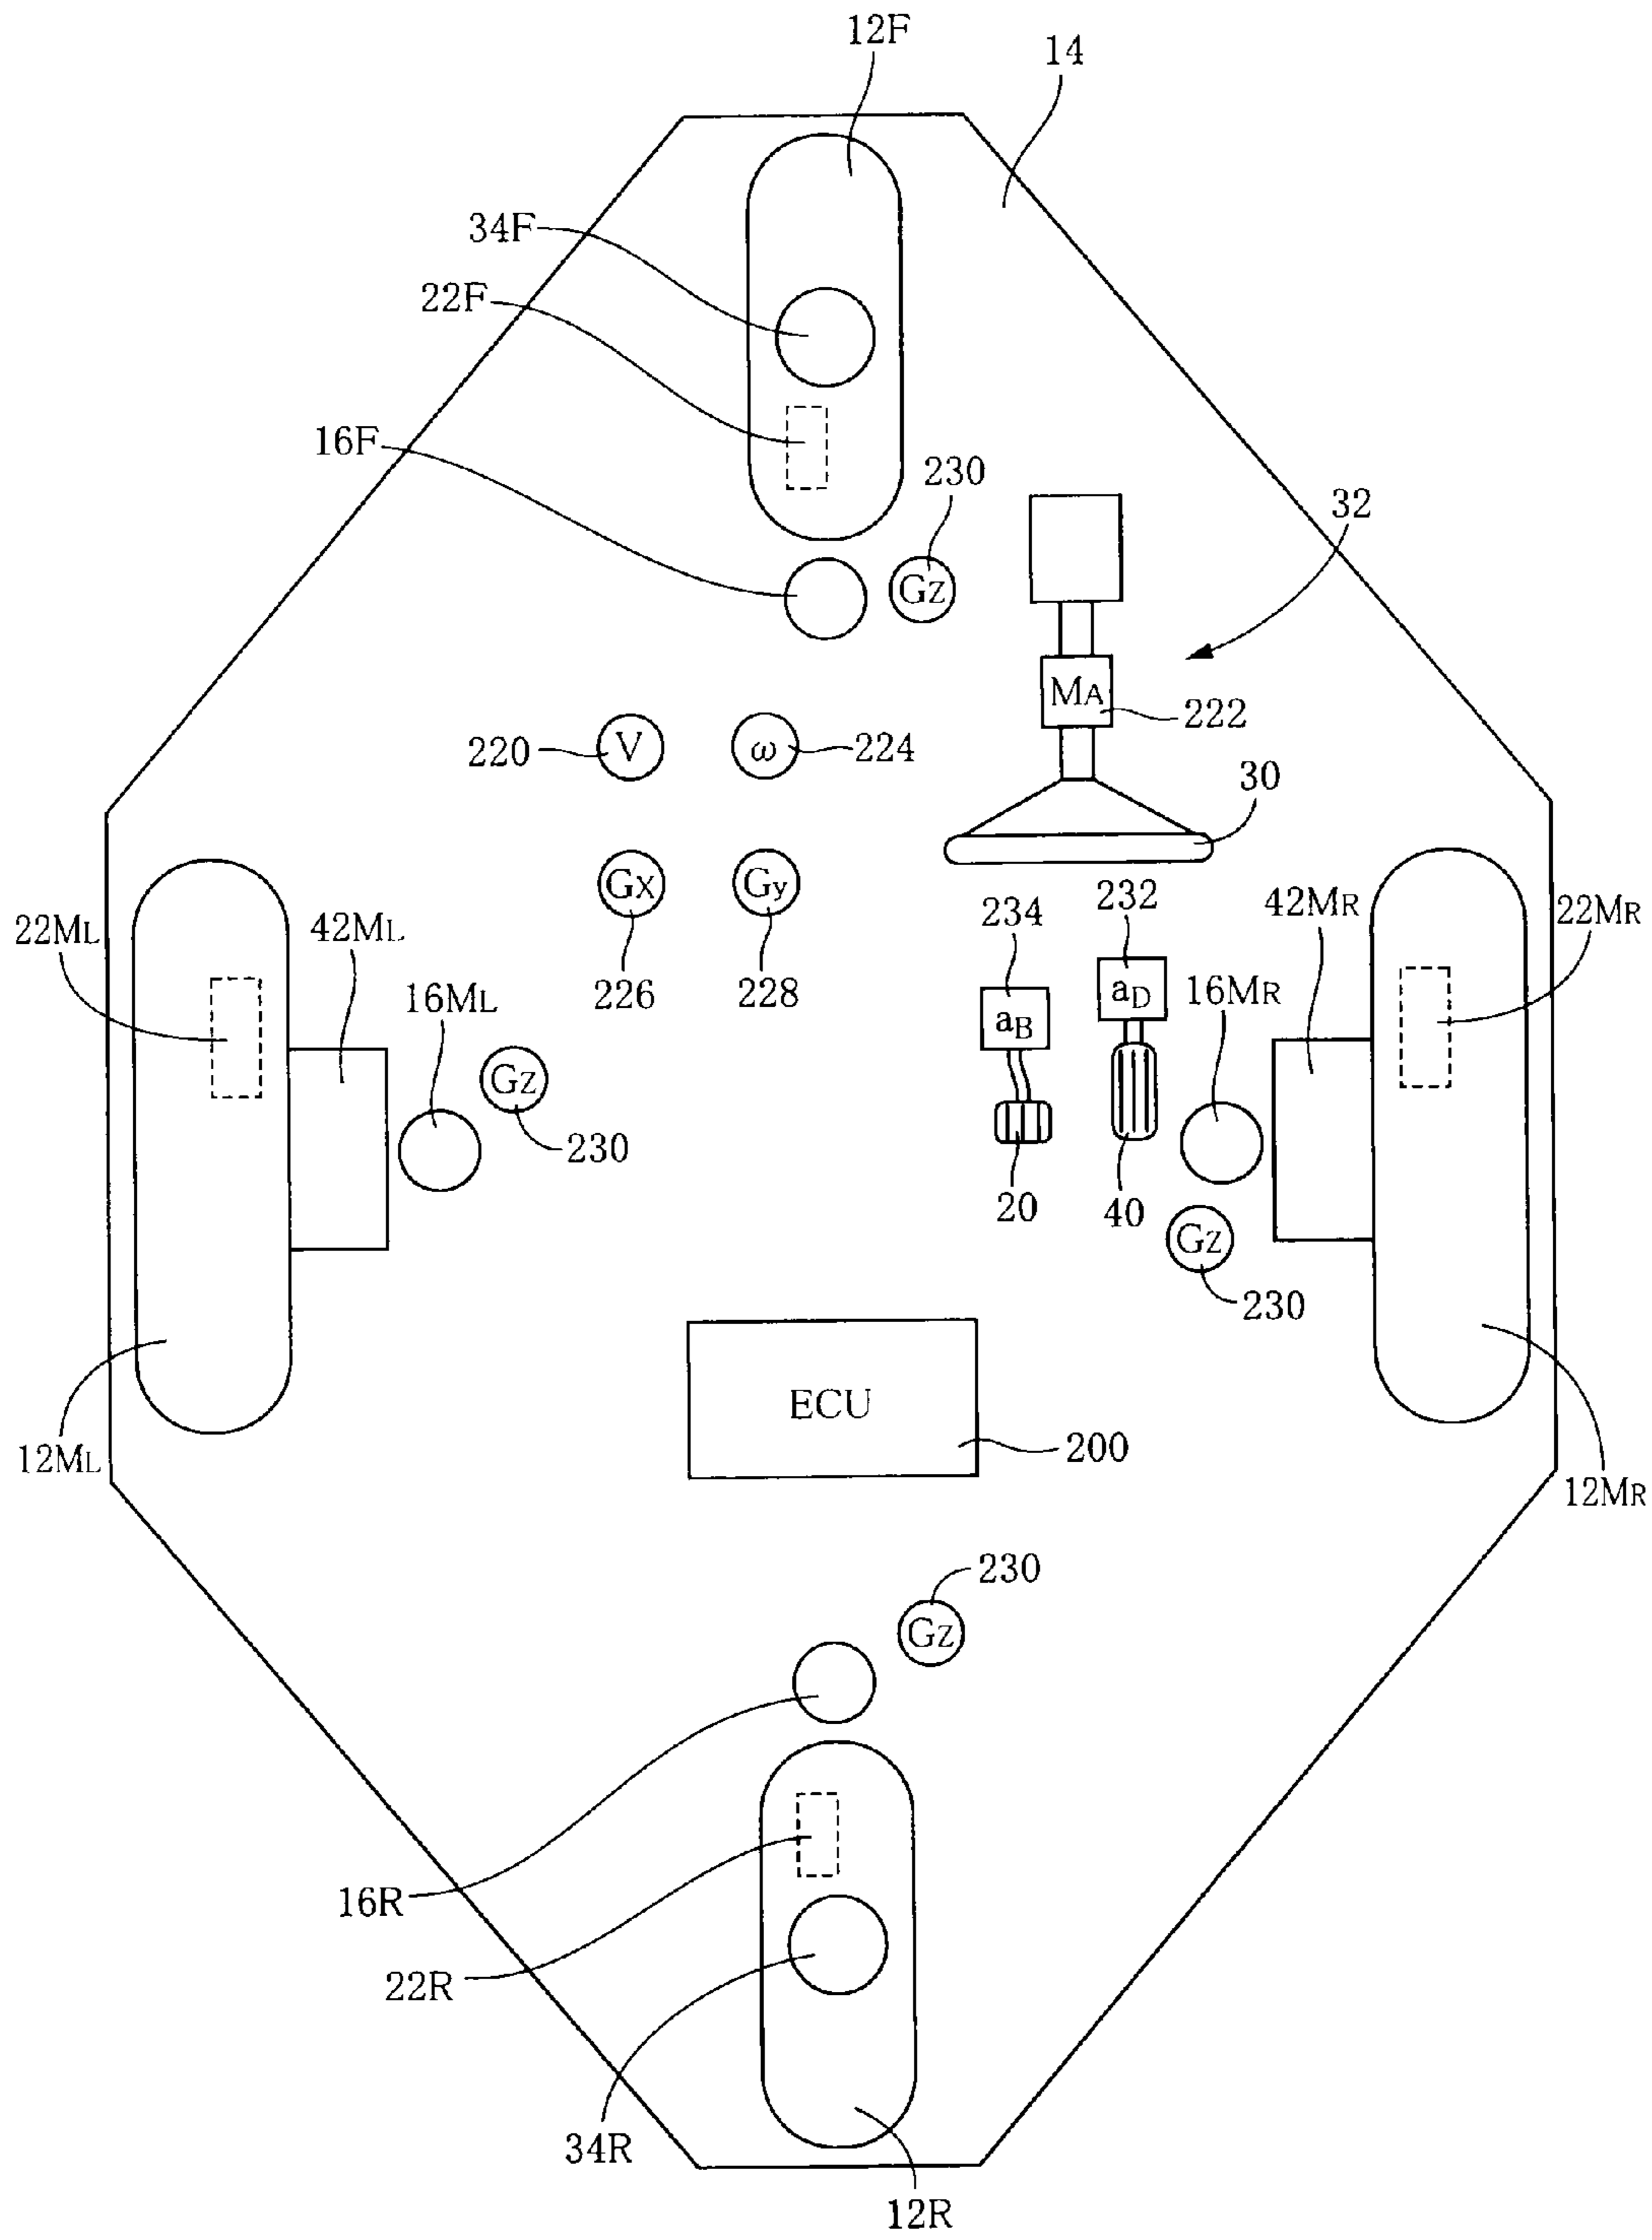 12F
14
34F
22F
16F
230
Gz
32
MA
222
220
V
ω
224
30
Gx
Gy
226
228
234
232
aB
aD
22ML
42ML
16ML
42MR
22MR
16MR
Gz
230
20
40
Gz
230
ECU
200
12ML
12MR
230
Gz
16R
22R
34R
12R